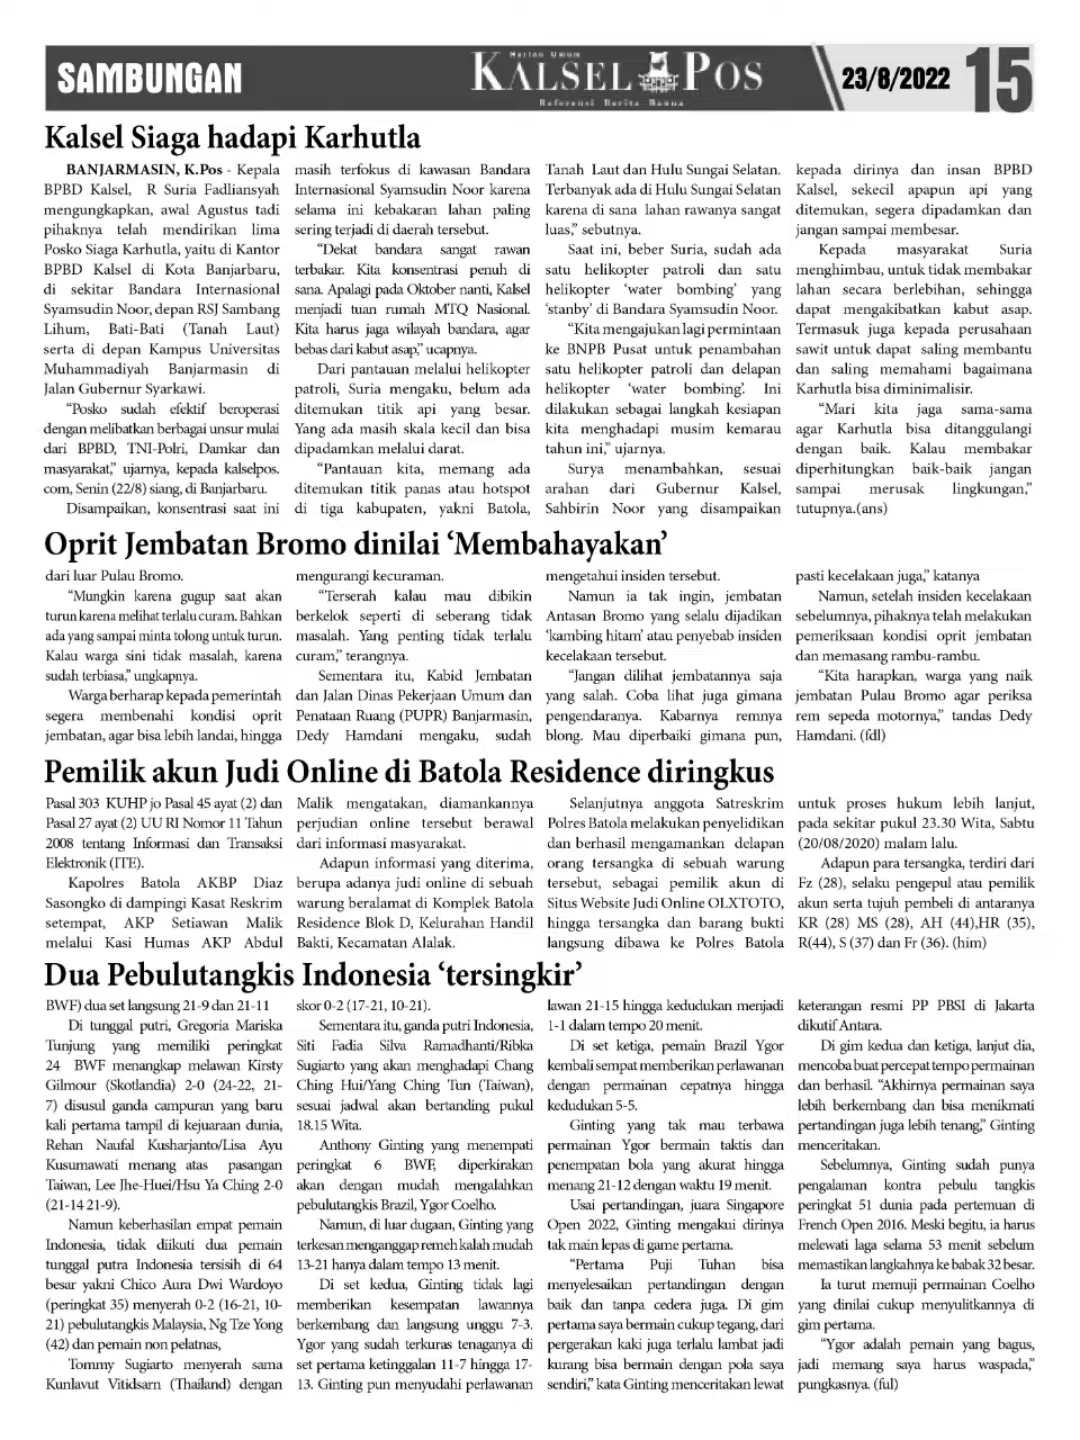 SAMBUNGAN
Harian Umum
KALSEL POS
Referensi Berita Banua
23/8/2022
15
Kalsel Siaga hadapi Karhutla
BANJARMASIN, K.Pos - Kepala
BPBD Kalsel, R Suria Fadliansyah
mengungkapkan, awal Agustus tadi
pihaknya telah mendirikan lima
Posko Siaga Karhutla, yaitu di Kantor
BPBD Kalsel di Kota Banjarbaru,
di sekitar Bandara Internasional
Syamsudin Noor, depan RSJ Sambang
Lihum, Bati-Bati (Tanah Laut)
serta di depan Kampus Universitas
Muhammadiyah Banjarmasin di
Jalan Gubernur Syarkawi.
“Posko sudah efektif beroperasi
dengan melibatkan berbagai unsur mulai
dari BPBD, TNI-Polri, Damkar dan
masyarakat,” ujarnya, kepada kalselpos.
com, Senin (22/8) siang, di Banjarbaru.
Disampaikan, konsentrasi saat ini
masih terfokus di kawasan Bandara
Internasional Syamsudin Noor karena
selama ini kebakaran lahan paling
sering terjadi di daerah tersebut.
“Dekat bandara sangat rawan
terbakar. Kita konsentrasi penuh di
sana. Apalagi pada Oktober nanti, Kalsel
menjadi tuan rumah MTQ Nasional.
Kita harus jaga wilayah bandara, agar
bebas dari kabut asap,” ucapnya.
Dari pantauan melalui helikopter
patroli, Suria mengaku, belum ada
ditemukan titik api yang besar.
Yang ada masih skala kecil dan bisa
dipadamkan melalui darat.
“Pantauan kita, memang ada
ditemukan titik panas atau hotspot
di tiga kabupaten, yakni Batola,
Tanah Laut dan Hulu Sungai Selatan.
Terbanyak ada di Hulu Sungai Selatan
karena di sana lahan rawanya sangat
luas,” sebutnya.
Saat ini, beber Suria, sudah ada
satu helikopter patroli dan satu
helikopter ‘water bombing’ yang
‘stanby’ di Bandara Syamsudin Noor.
“Kita mengajukan lagi permintaan
ke BNPB Pusat untuk penambahan
satu helikopter patroli dan delapan
helikopter ‘water bombing’. Ini
dilakukan sebagai langkah kesiapan
kita menghadapi musim kemarau
tahun ini,” ujarnya.
Surya menambahkan, sesuai
arahan dari Gubernur Kalsel,
Sahbirin Noor yang disampaikan
kepada dirinya dan insan BPBD
Kalsel, sekecil apapun api yang
ditemukan, segera dipadamkan dan
jangan sampai membesar.
Kepada masyarakat Suria
menghimbau, untuk tidak membakar
lahan secara berlebihan, sehingga
dapat mengakibatkan kabut asap.
Termasuk juga kepada perusahaan
sawit untuk dapat saling membantu
dan saling memahami bagaimana
Karhutla bisa diminimalisir.
“Mari kita jaga sama-sama
agar Karhutla bisa ditanggulangi
dengan baik. Kalau membakar
diperhitungkan baik-baik jangan
sampai merusak lingkungan,”
tutupnya.(ans)
Oprit Jembatan Bromo dinilai ‘Membahayakan’
dari luar Pulau Bromo.
“Mungkin karena gugup saat akan
turun karena melihat terlalu curam. Bahkan
ada yang sampai minta tolong untuk turun.
Kalau warga sini tidak masalah, karena
sudah terbiasa,” ungkapnya.
Warga berharap kepada pemerintah
segera membenahi kondisi oprit
jembatan, agar bisa lebih landai, hingga
mengurangi kecuraman.
“Terserah kalau mau dibikin
berkelok seperti di seberang tidak
masalah. Yang penting tidak terlalu
curam,” terangnya.
Sementara itu, Kabid Jembatan
dan Jalan Dinas Pekerjaan Umum dan
Penataan Ruang (PUPR) Banjarmasin,
Dedy Hamdani mengaku, sudah
mengetahui insiden tersebut.
Namun ia tak ingin, jembatan
Antasan Bromo yang selalu dijadikan
‘kambing hitam’ atau penyebab insiden
kecelakaan tersebut.
“Jangan dilihat jembatannya saja
yang salah. Coba lihat juga gimana
pengendaranya. Kabarnya remnya
blong. Mau diperbaiki gimana pun,
pasti kecelakaan juga,” katanya
Namun, setelah insiden kecelakaan
sebelumnya, pihaknya telah melakukan
pemeriksaan kondisi oprit jembatan
dan memasang rambu-rambu.
“Kita harapkan, warga yang naik
jembatan Pulau Bromo agar periksa
rem sepeda motornya,” tandas Dedy
Hamdani. (fdl)
Pemilik akun Judi Online di Batola Residence diringkus
Pasal 303 KUHP jo Pasal 45 ayat (2) dan
Pasal 27 ayat (2) UU RI Nomor 11 Tahun
2008 tentang Informasi dan Transaksi
Elektronik (ITE).
Kapolres Batola AKBP Diaz
Sasongko di dampingi Kasat Reskrim
setempat, AKP Setiawan Malik
melalui Kasi Humas AKP Abdul
Malik mengatakan, diamankannya
perjudian online tersebut berawal
dari informasi masyarakat.
Adapun informasi yang diterima,
berupa adanya judi online di sebuah
warung beralamat di Komplek Batola
Residence Blok D, Kelurahan Handil
Bakti, Kecamatan Alalak.
Selanjutnya anggota Satreskrim
Polres Batola melakukan penyelidikan
dan berhasil mengamankan delapan
orang tersangka di sebuah warung
tersebut, sebagai pemilik akun di
Situs Website Judi Online OLXTOTO,
hingga tersangka dan barang bukti
langsung dibawa ke Polres Batola
untuk proses hukum lebih lanjut,
pada sekitar pukul 23.30 Wita, Sabtu
(20/08/2020) malam lalu.
Adapun para tersangka, terdiri dari
Fz (28), selaku pengepul atau pemilik
akun serta tujuh pembeli di antaranya
KR (28) MS (28), AH (44),HR (35),
R(44), S (37) dan Fr (36). (him)
Dua Pebulutangkis Indonesia ‘tersingkir’
BWF) dua set langsung 21-9 dan 21-11
Di tunggal putri, Gregoria Mariska
Tunjung yang memiliki peringkat
24 BWF menangkap melawan Kirsty
Gilmour (Skotlandia) 2-0 (24-22, 21-
7) disusul ganda campuran yang baru
kali pertama tampil di kejuaraan dunia,
Rehan Naufal Kusharjanto/Lisa Ayu
Kusumawati menang atas pasangan
Taiwan, Lee Jhe-Huei/Hsu Ya Ching 2-0
(21-14 21-9).
Namun keberhasilan empat pemain
Indonesia, tidak diikuti dua pemain
tunggal putra Indonesia tersisih di 64
besar yakni Chico Aura Dwi Wardoyo
(peringkat 35) menyerah 0-2 (16-21, 10-
21) pebulutangkis Malaysia, Ng Tze Yong
(42) dan pemain non pelatnas,
Tommy Sugiarto menyerah sama
Kunlavut Vitidsarn (Thailand) dengan
skor 0-2 (17-21, 10-21).
Sementara itu, ganda putri Indonesia,
Siti Fadia Silva Ramadhanti/Ribka
Sugiarto yang akan menghadapi Chang
Ching Hui/Yang Ching Tun (Taiwan),
sesuai jadwal akan bertanding pukul
18.15 Wita.
Anthony Ginting yang menempati
peringkat 6 BWF, diperkirakan
akan dengan mudah mengalahkan
pebulutangkis Brazil, Ygor Coelho.
Namun, di luar dugaan, Ginting yang
terkesan menganggap remeh kalah mudah
13-21 hanya dalam tempo 13 menit.
Di set kedua, Ginting tidak lagi
memberikan kesempatan lawannya
berkembang dan langsung unggu 7-3.
Ygor yang sudah terkuras tenaganya di
set pertama ketinggalan 11-7 hingga 17-
13. Ginting pun menyudahi perlawanan
lawan 21-15 hingga kedudukan menjadi
1-1 dalam tempo 20 menit.
Di set ketiga, pemain Brazil Ygor
kembali sempat memberikan perlawanan
dengan permainan cepatnya hingga
kedudukan 5-5.
Ginting yang tak mau terbawa
permainan Ygor bermain taktis dan
penempatan bola yang akurat hingga
menang 21-12 dengan waktu 19 menit.
Usai pertandingan, juara Singapore
Open 2022, Ginting mengakui dirinya
tak main lepas di game pertama.
“Pertama Puji Tuhan bisa
menyelesaikan pertandingan dengan
baik dan tanpa cedera juga. Di gim
pertama saya bermain cukup tegang, dari
pergerakan kaki juga terlalu lambat jadi
kurang bisa bermain dengan pola saya
sendiri,” kata Ginting menceritakan lewat
keterangan resmi PP PBSI di Jakarta
dikutif Antara.
Di gim kedua dan ketiga, lanjut dia,
mencoba buat percepat tempo permainan
dan berhasil. “Akhirnya permainan saya
lebih berkembang dan bisa menikmati
pertandingan juga lebih tenang,” Ginting
menceritakan.
Sebelumnya, Ginting sudah punya
pengalaman kontra pebulu tangkis
peringkat 51 dunia pada pertemuan di
French Open 2016. Meski begitu, ia harus
melewati laga selama 53 menit sebelum
memastikan langkahnya ke babak 32 besar.
Ia turut memuji permainan Coelho
yang dinilai cukup menyulitkannya di
gim pertama.
“Ygor adalah pemain yang bagus,
jadi memang saya harus waspada,”
pungkasnya. (ful)